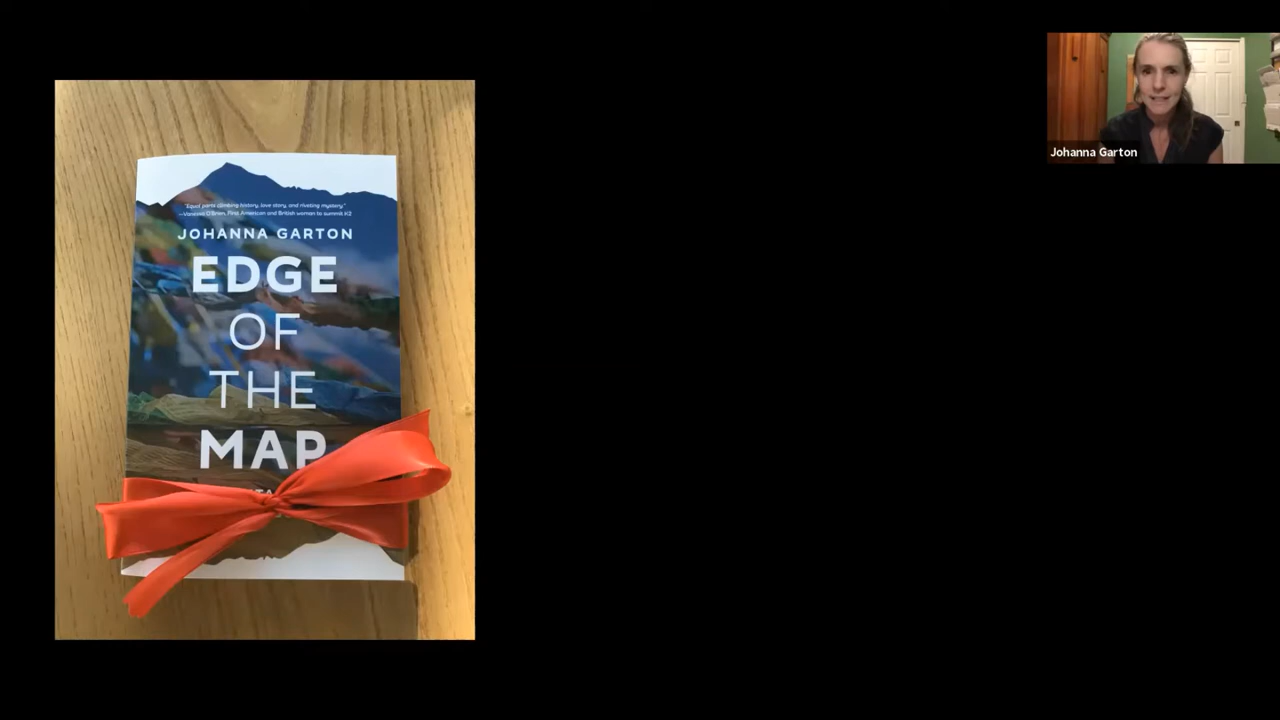 "Equal parts climbing history, love story, and riveting mystery."
—Vanessa O'Brien, First American and British woman to summit K2
JOHANNA GARTON
EDGE
OF
THE
MAP
Johanna Garton